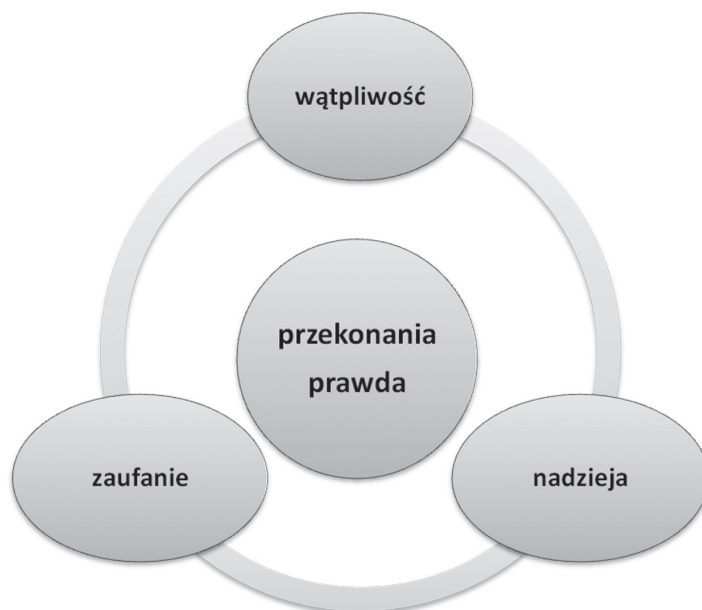 wątpliwość
przekonania
prawda
zaufanie
nadzieja